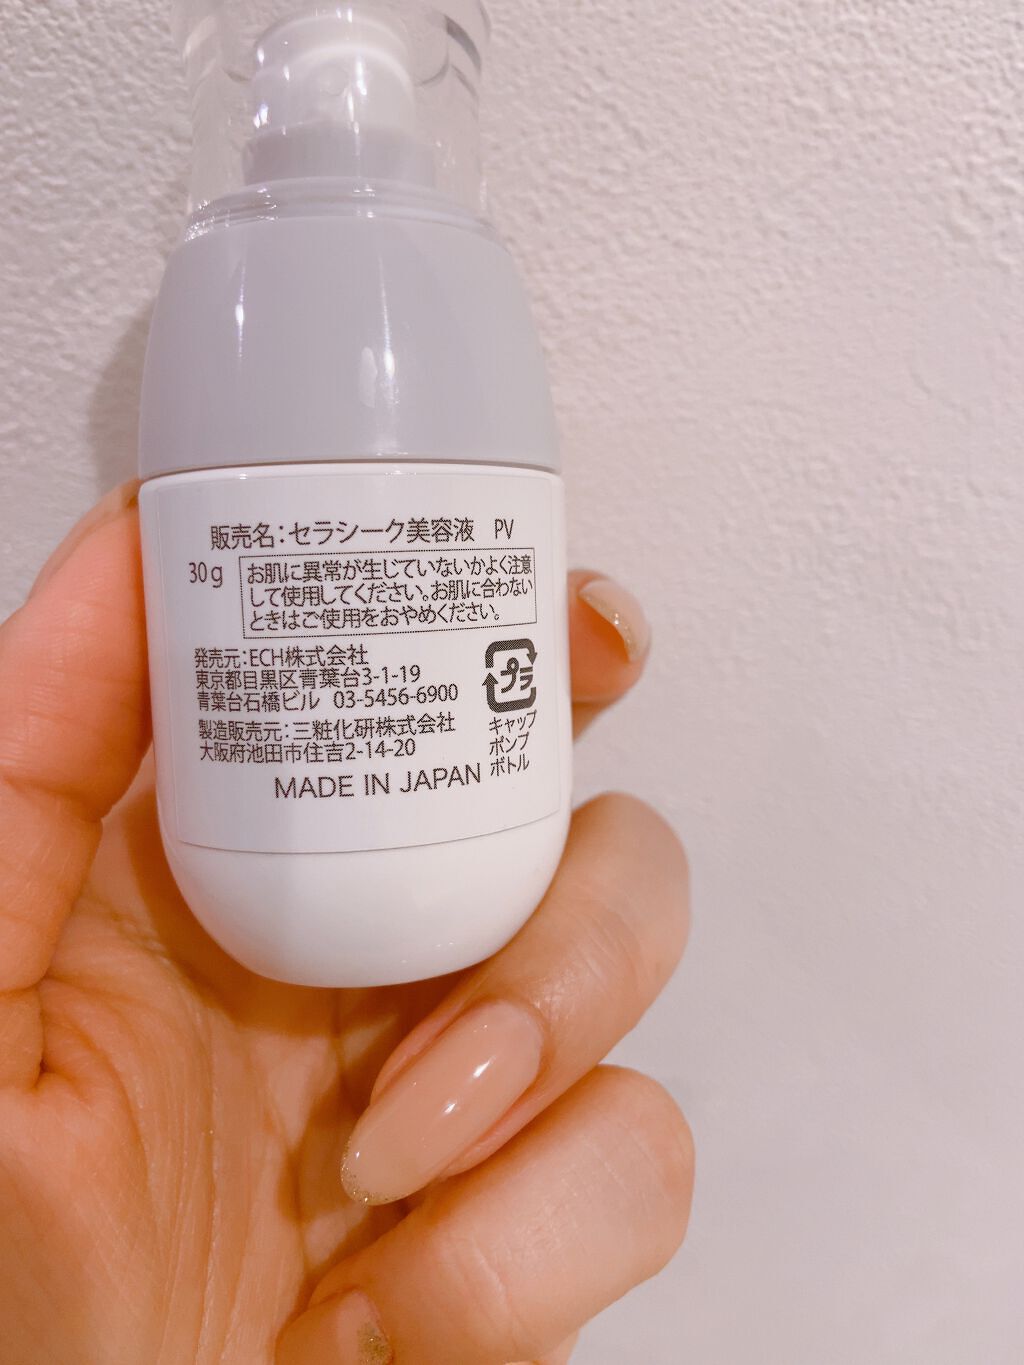 販売名:セラシーク美容液 PV
30g
お肌に異常が生じていないかよく注意
して使用してください。お肌に合わない
ときはご使用をおやめください。
発売元:ECH株式会社
東京都目黒区青葉台3-1-19
青葉台石橋ビル 03-5456-6900
製造販売元:三粧化研株式会社
大阪府池田市住吉2-14-20
MADE IN JAPAN
プラ
キャップ
ポンプ
ボトル